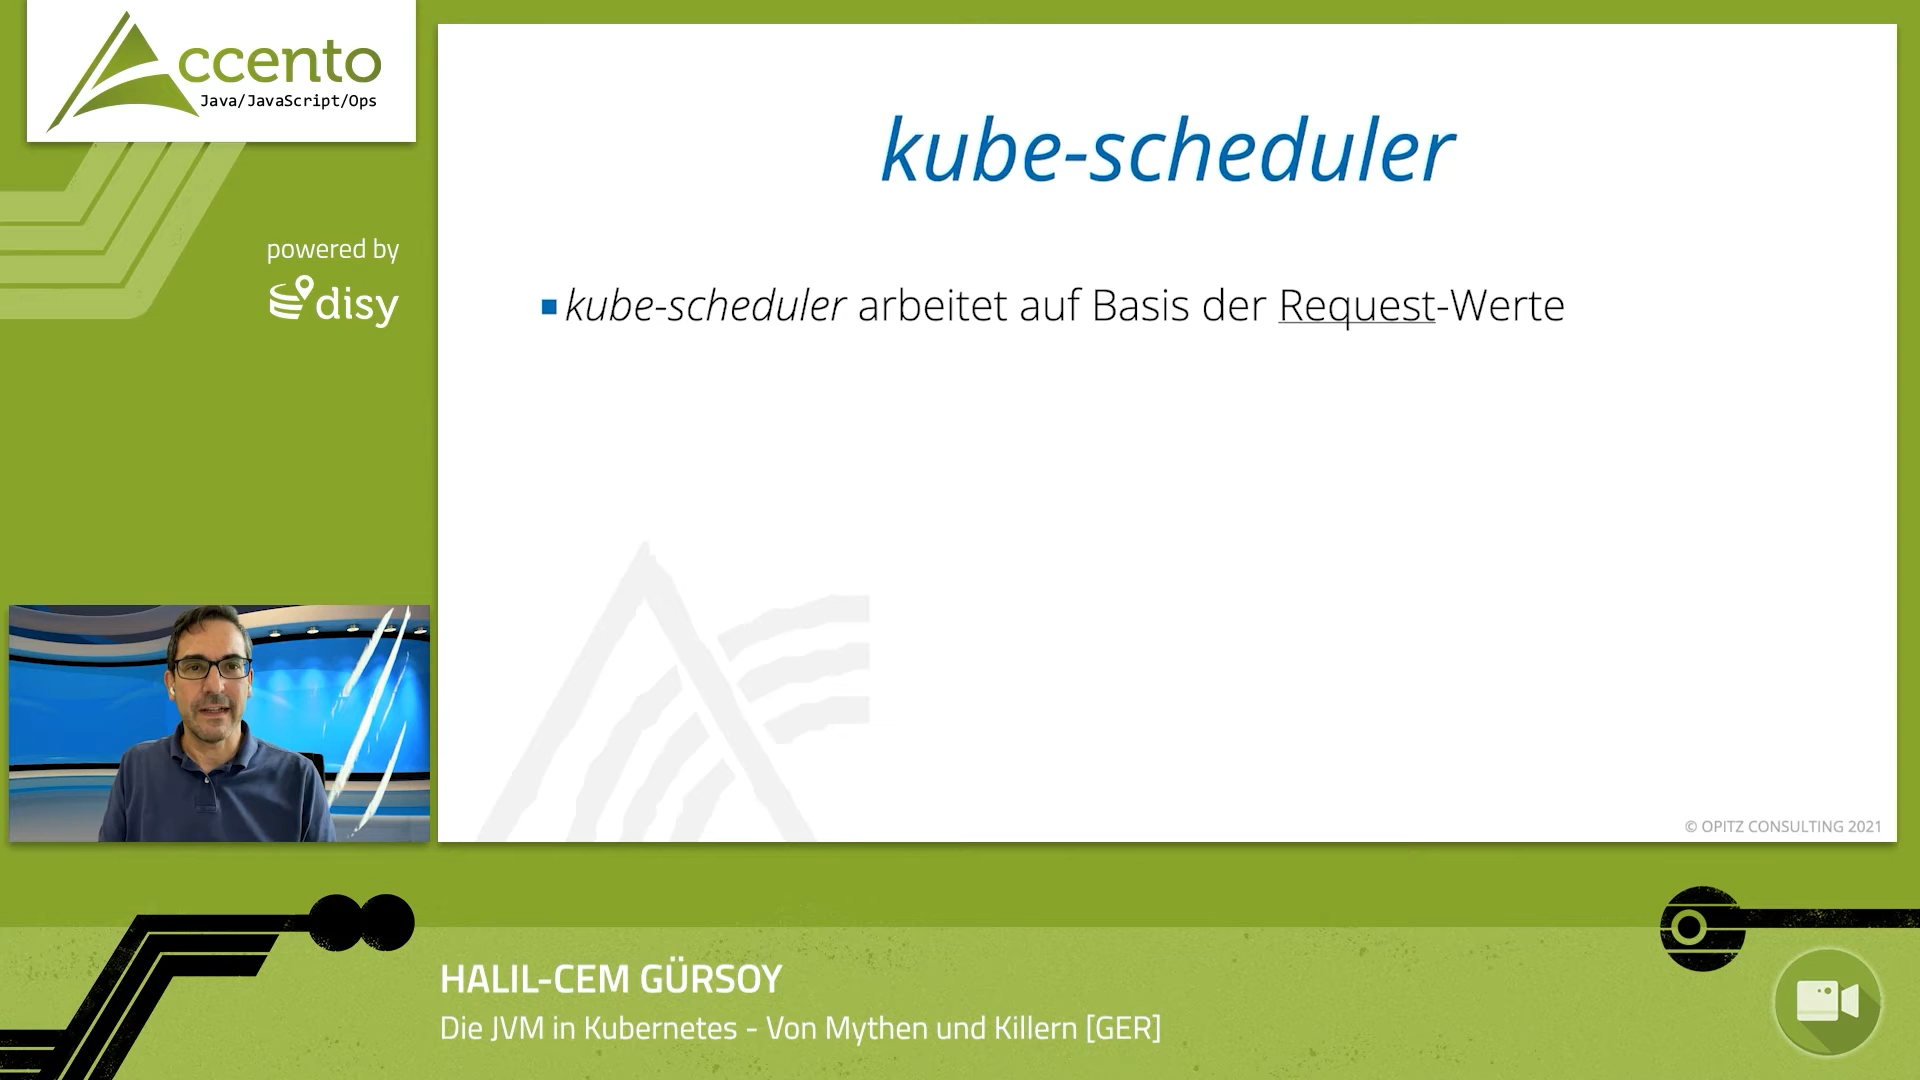 Accento
Java/JavaScript/Ops
powered by
disy
kube-scheduler
kube-scheduler arbeitet auf Basis der Request-Werte
© OPITZ CONSULTING 2021
HALIL-CEM GÜRSOY
Die JVM in Kubernetes - Von Mythen und Killern [GER]